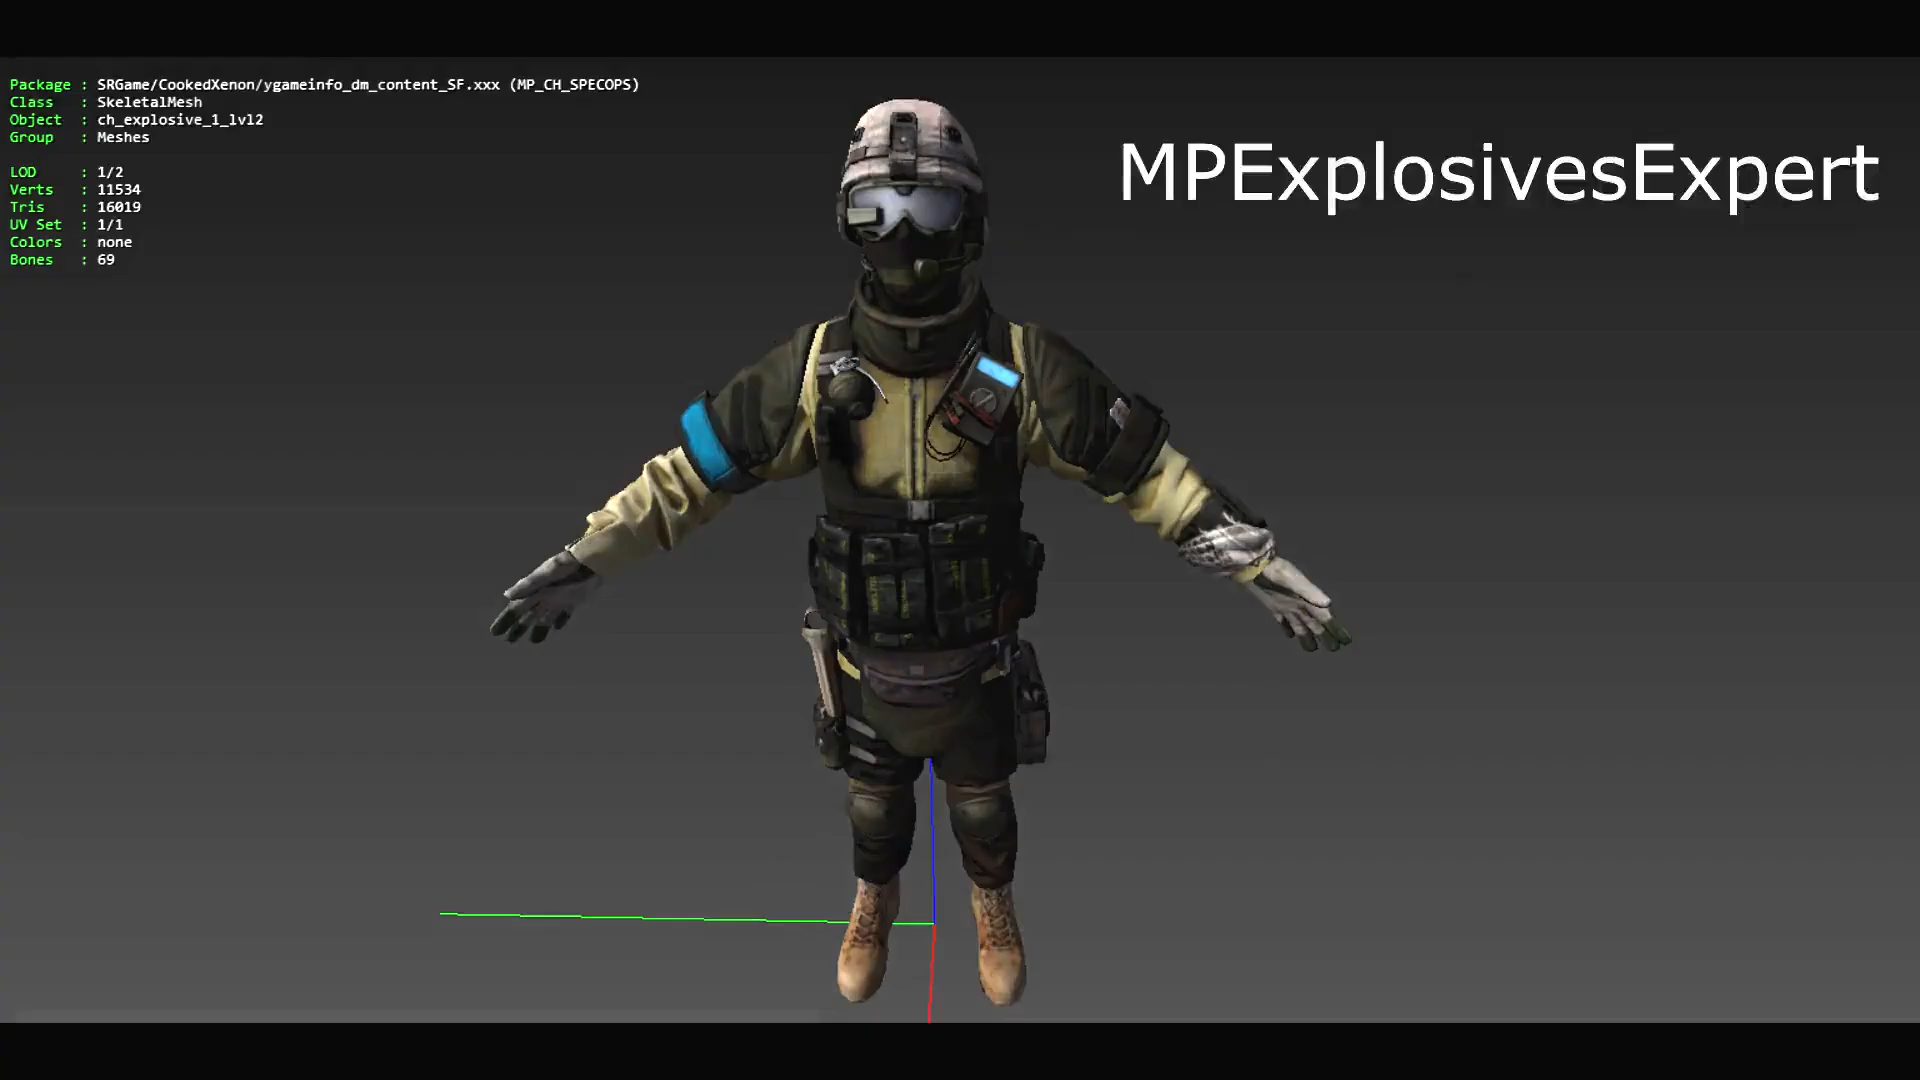 Package : SRGame/CookedXenon/ygameinfo_dm_content_SF.xxx (MP_CH_SPECOPS)
Class : SkeletalMesh
Object : ch_explosive_1_lvl2
Group : Meshes
LOD : 1/2
Verts : 11534
Tris : 16019
UV Set : 1/1
Colors : none
Bones : 69
MPExplosivesExpert